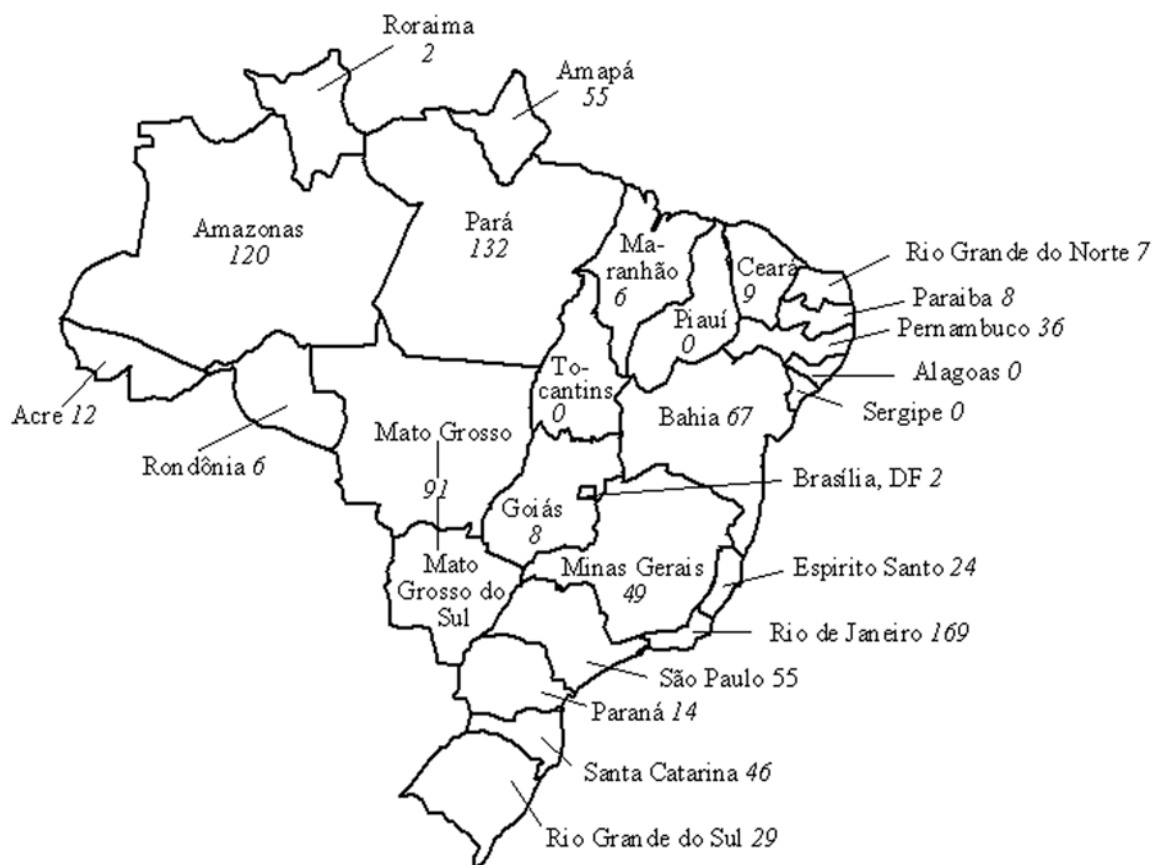 Roraima
2
Amapá
55
Amazonas
120
Pará
132
Ma-
ranhão
6
Ceará
9
Rio Grande do Norte 7
Paraiba 8
Pernambuco 36
Piauí
0
Alagoas 0
Sergipe 0
To-
cantins
0
Acre 12
Rondônia 6
Bahia 67
Mato Grosso
91
Mato
Grosso do
Sul
Goiás
8
Brasília, DF 2
Minas Gerais
49
Espirito Santo 24
Rio de Janeiro 169
São Paulo 55
Paraná 14
Santa Catarina 46
Rio Grande do Sul 29